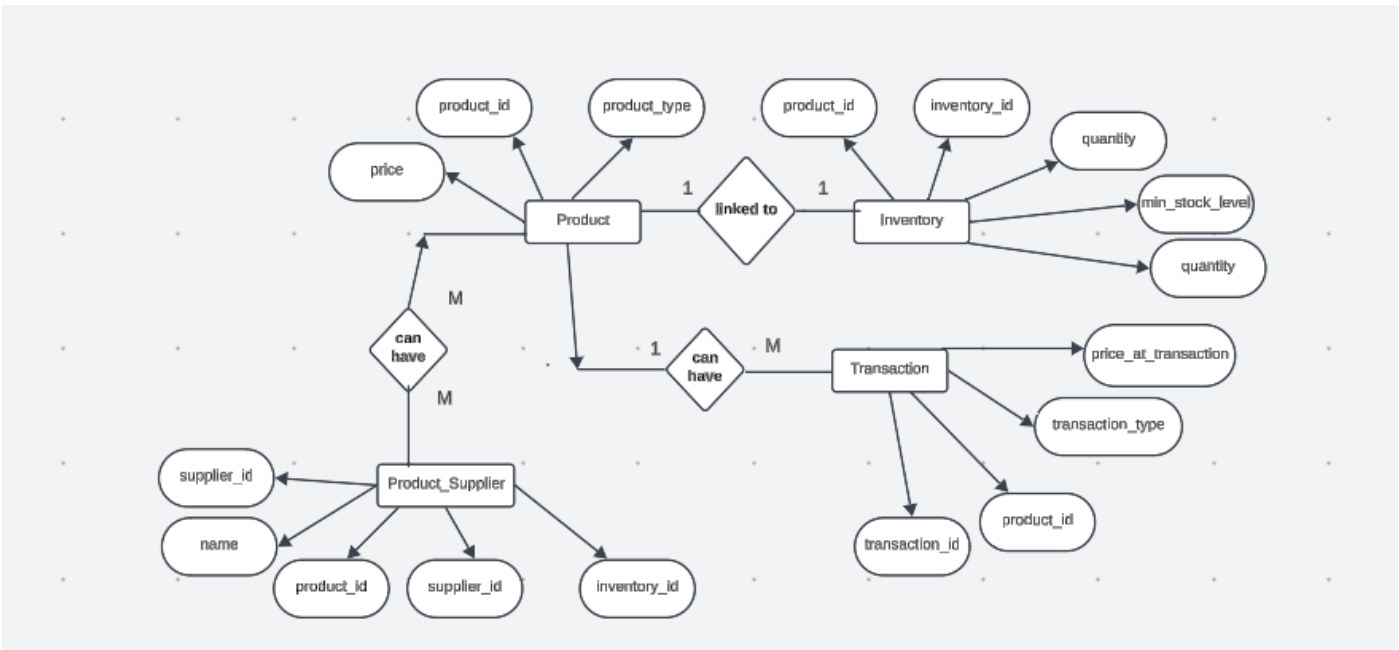 product_id
product_type
product_id
inventory_id
quantity
price
1
1
min_stock_level
linked to
Product
Inventory
quantity
M
can
have
1
can
have
M
price_at_transaction
Transaction
M
transaction_type
supplier_id
Product_Supplier
product_id
name
transaction_id
product_id
supplier_id
inventory_id